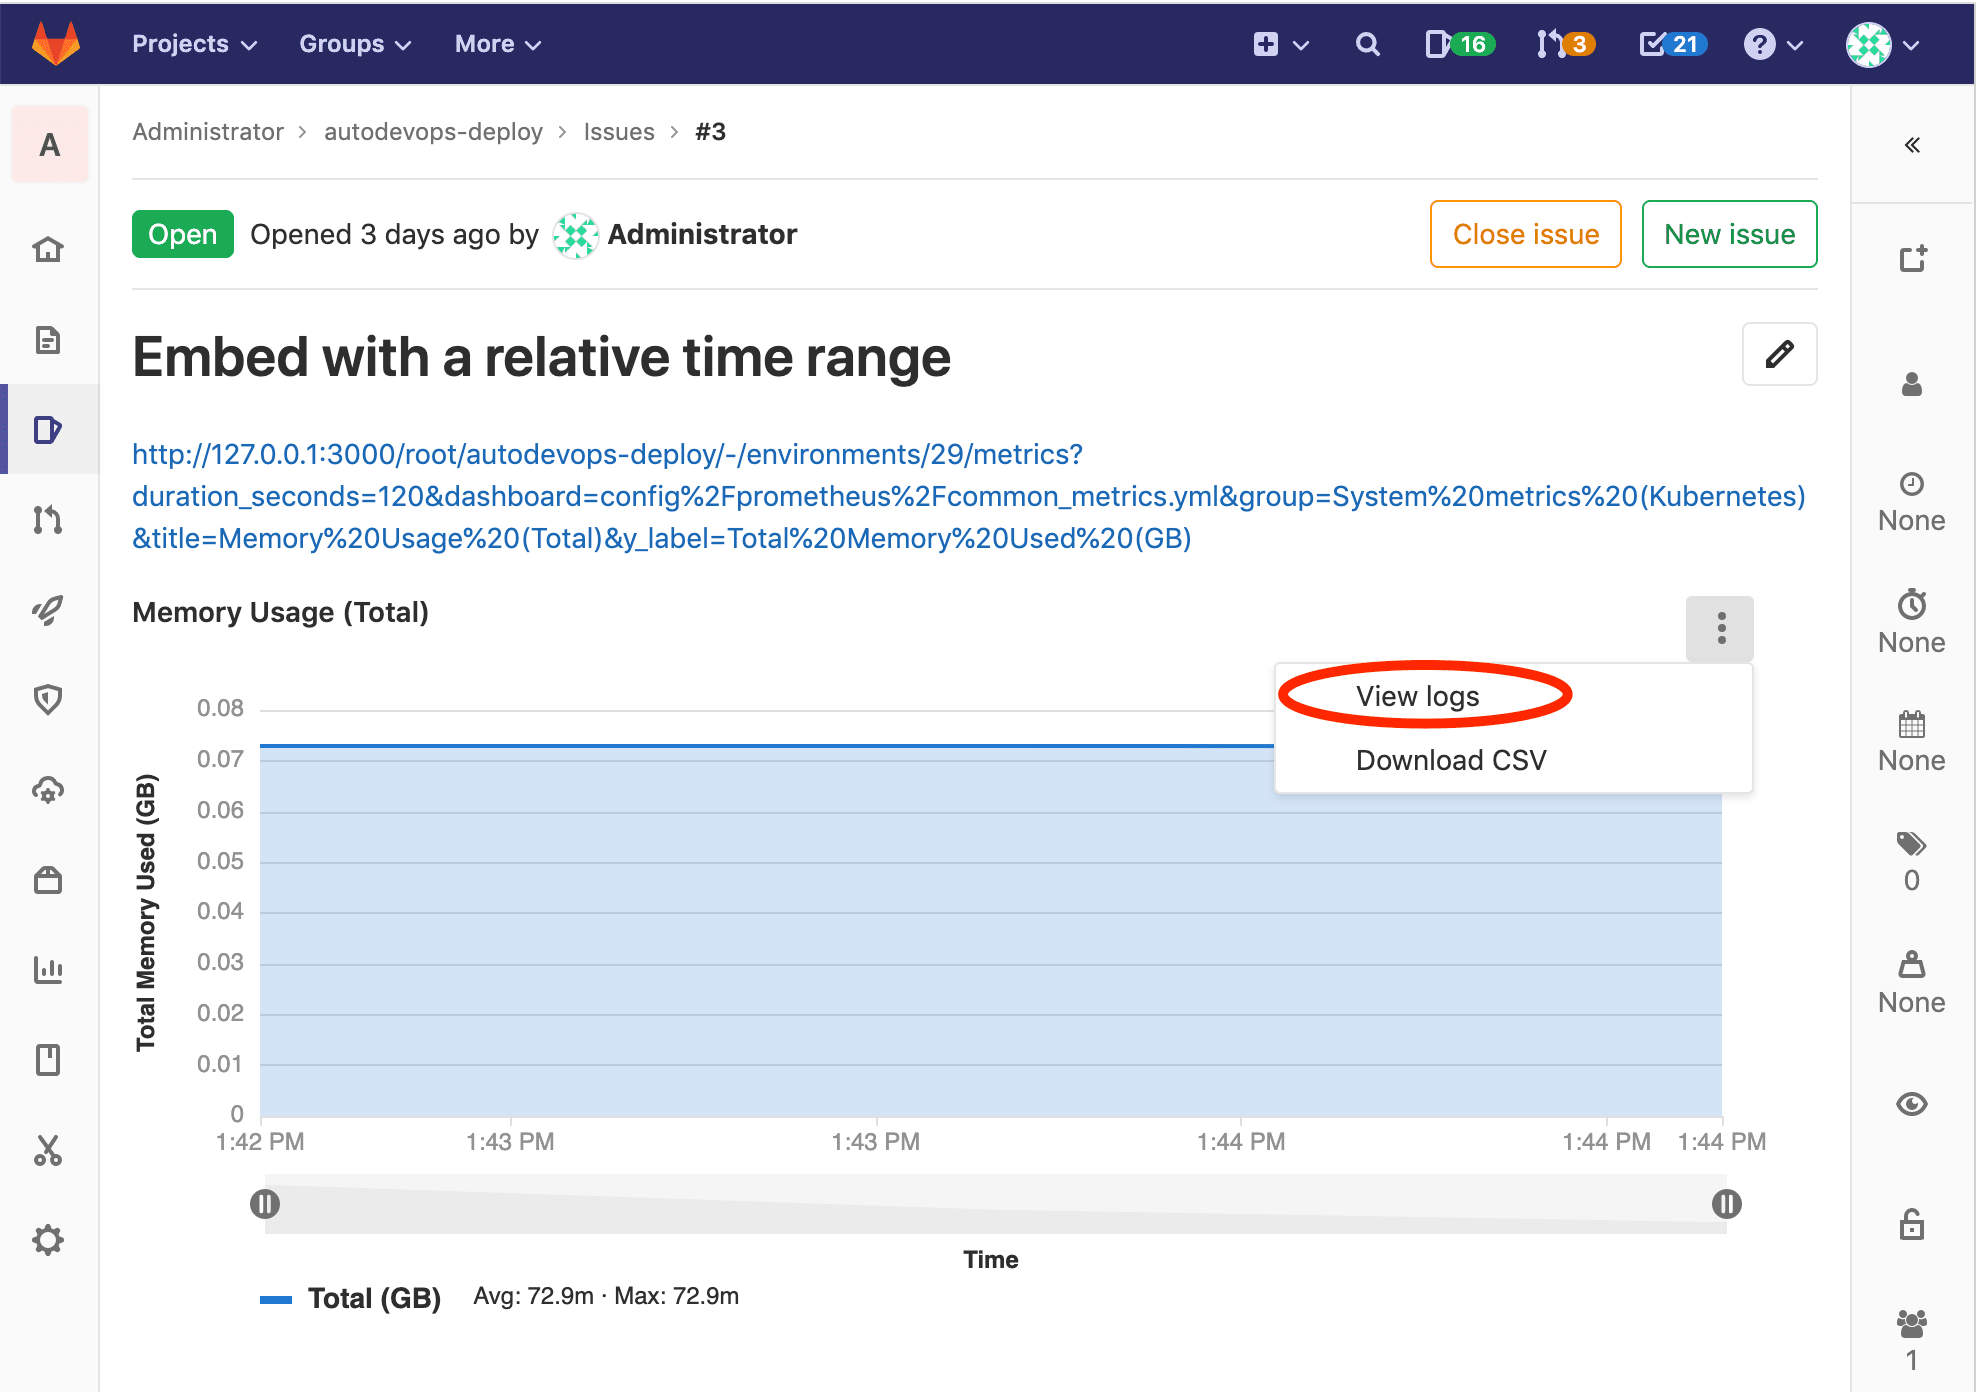 Projects Groups More 16 3 21
A
Administrator > autodevops-deploy > Issues > #3
Open Opened 3 days ago by Administrator Close issue New issue
Embed with a relative time range
http://127.0.0.1:3000/root/autodevops-deploy/-/environments/29/metrics?
duration_seconds=120&dashboard=config%2Fprometheus%2Fcommon_metrics.yml&group=System%20metrics%20(Kubernetes)
&title=Memory%20Usage%20(Total)&y_label=Total%20Memory%20Used%20(GB)
Memory Usage (Total)
View logs
Download CSV
Total Memory Used (GB)
0.08
0.07
0.06
0.05
0.04
0.03
0.02
0.01
0
1:42 PM 1:43 PM 1:43 PM 1:44 PM 1:44 PM 1:44 PM
Time
Total (GB) Avg: 72.9m · Max: 72.9m
None
None
None
0
None
1